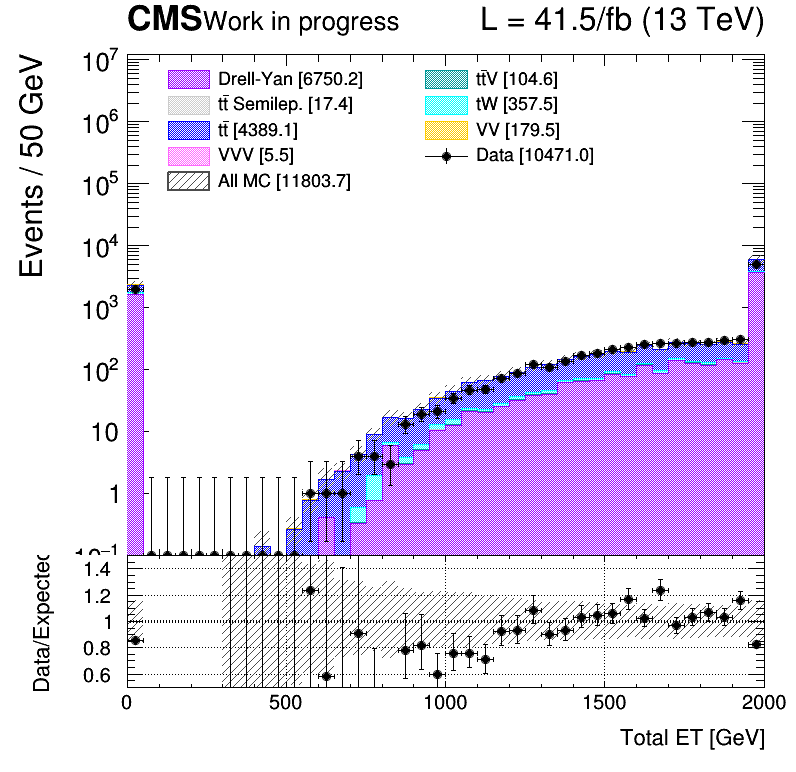 CMS Work in progress L = 41.5/fb (13 TeV)
Events / 50 GeV
10⁷
10⁶
10⁵
10⁴
10³
10²
10
1
10⁻¹
Drell-Yan [6750.2]
tt̄ Semilep. [17.4]
tt̄ [4389.1]
VVV [5.5]
All MC [11803.7]
tt̄V [104.6]
tW [357.5]
VV [179.5]
Data [10471.0]
Data/Expected
1.4
1.2
1
0.8
0.6
0 500 1000 1500 2000
Total ET [GeV]